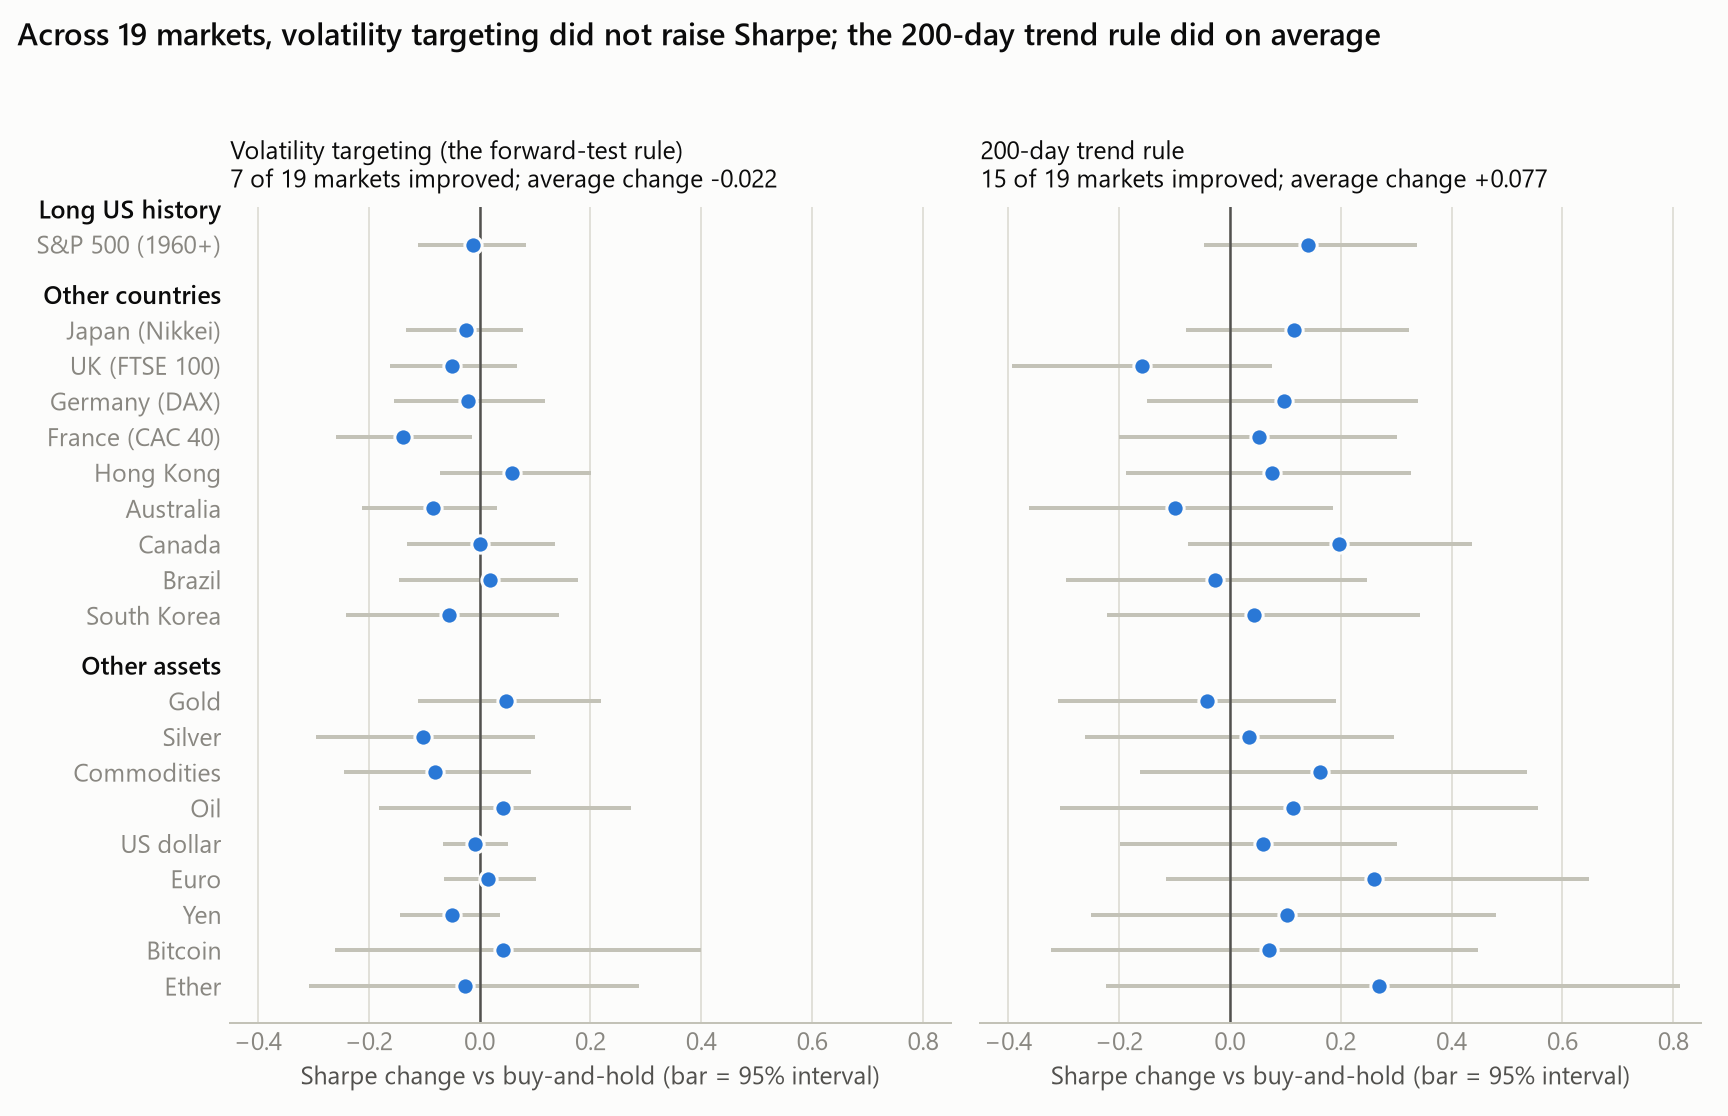 Across 19 markets, volatility targeting did not raise Sharpe; the 200-day trend rule did on average
Volatility targeting (the forward-test rule)
7 of 19 markets improved; average change -0.022
200-day trend rule
15 of 19 markets improved; average change +0.077
Long US history
S&P 500 (1960+)
Other countries
Japan (Nikkei)
UK (FTSE 100)
Germany (DAX)
France (CAC 40)
Hong Kong
Australia
Canada
Brazil
South Korea
Other assets
Gold
Silver
Commodities
Oil
US dollar
Euro
Yen
Bitcoin
Ether
−0.4 −0.2 0.0 0.2 0.4 0.6 0.8
−0.4 −0.2 0.0 0.2 0.4 0.6 0.8
Sharpe change vs buy-and-hold (bar = 95% interval)
Sharpe change vs buy-and-hold (bar = 95% interval)